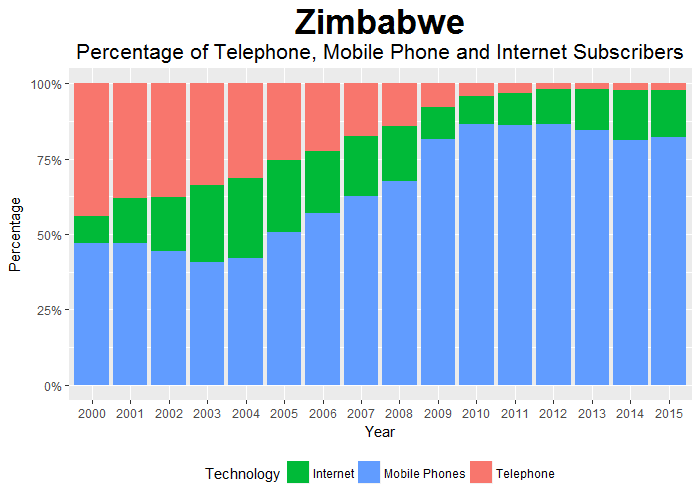 Zimbabwe
Percentage of Telephone, Mobile Phone and Internet Subscribers
Percentage
100%
75%
50%
25%
0%
2000 2001 2002 2003 2004 2005 2006 2007 2008 2009 2010 2011 2012 2013 2014 2015
Year
Technology Internet Mobile Phones Telephone